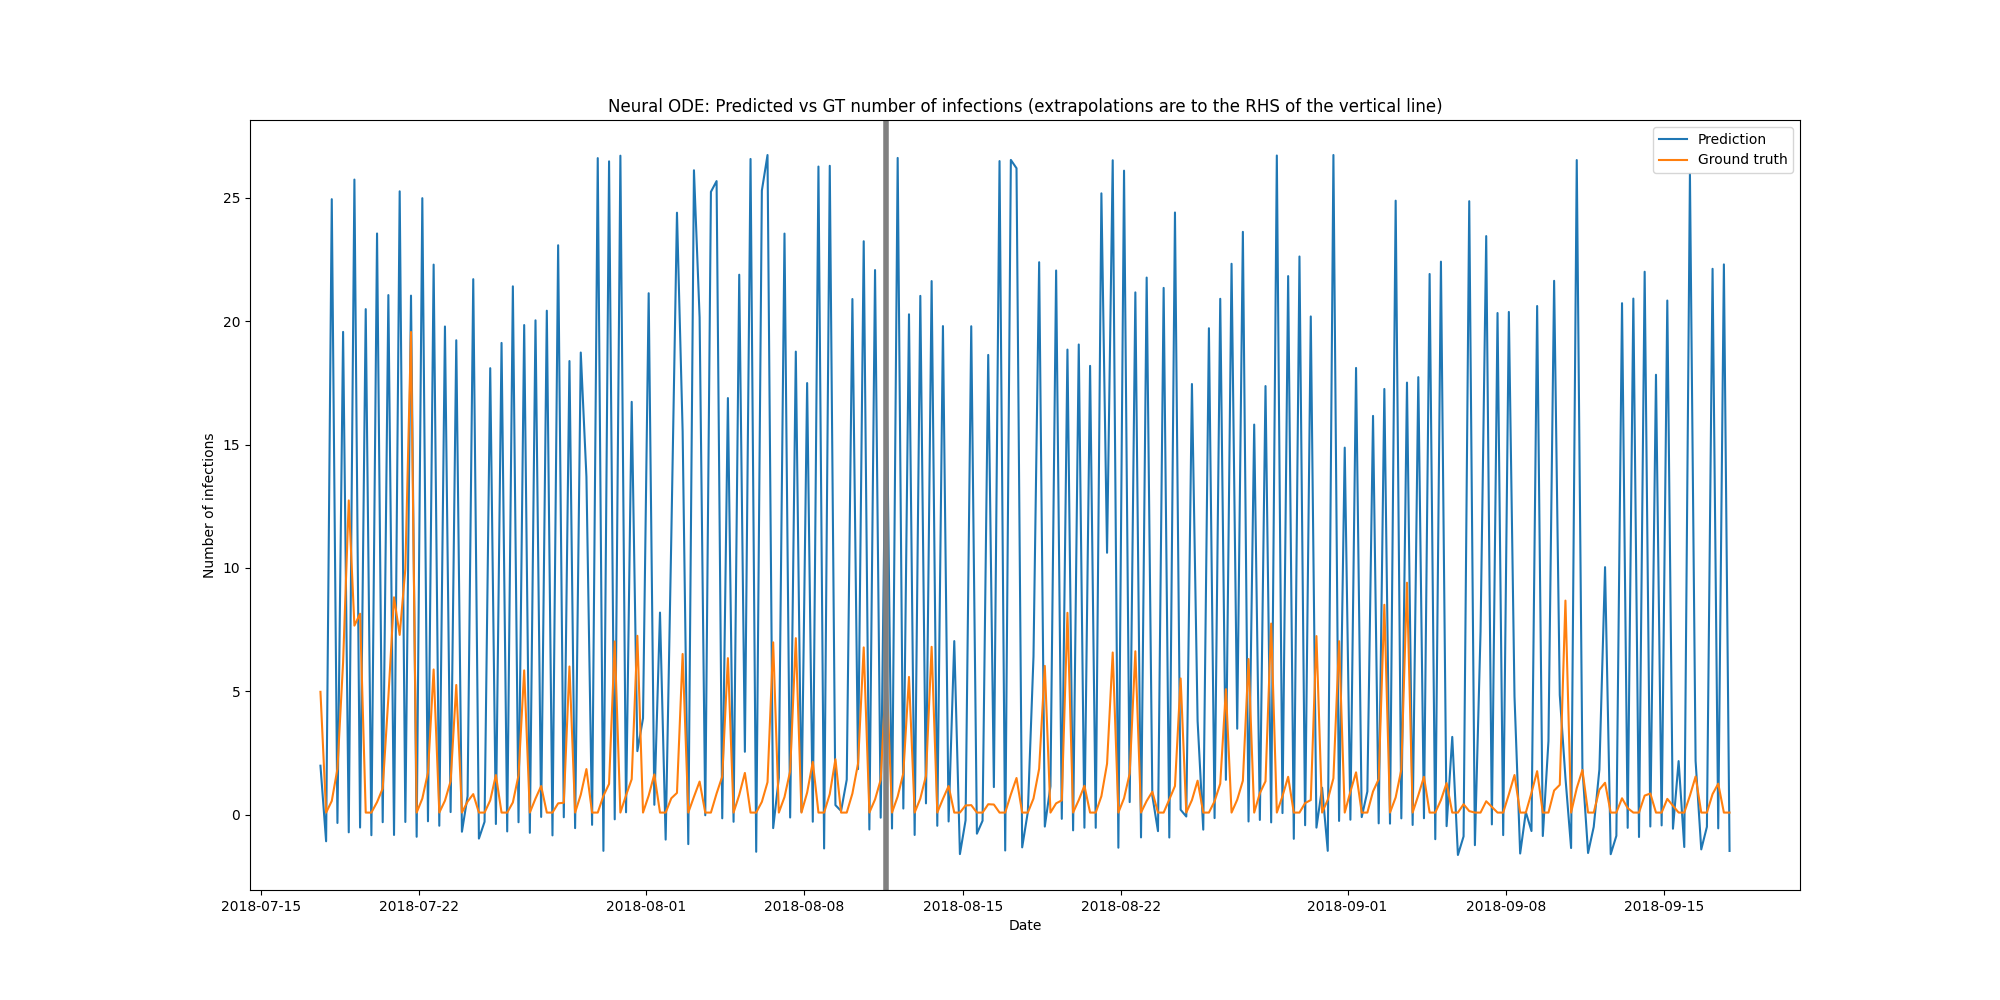 Neural ODE: Predicted vs GT number of infections (extrapolations are to the RHS of the vertical line)
Prediction
Ground truth
Number of infections
25
20
15
10
5
0
2018-07-15 2018-07-22 2018-08-01 2018-08-08 2018-08-15 2018-08-22 2018-09-01 2018-09-08 2018-09-15
Date